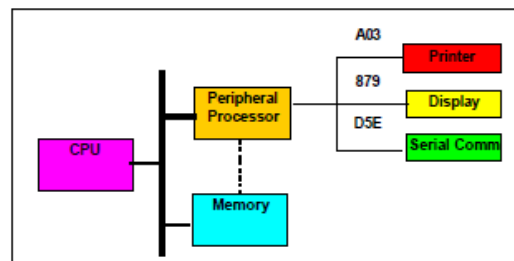 A03
Printer
879
Peripheral
Processor
Display
D5E
CPU
Serial Comm
Memory